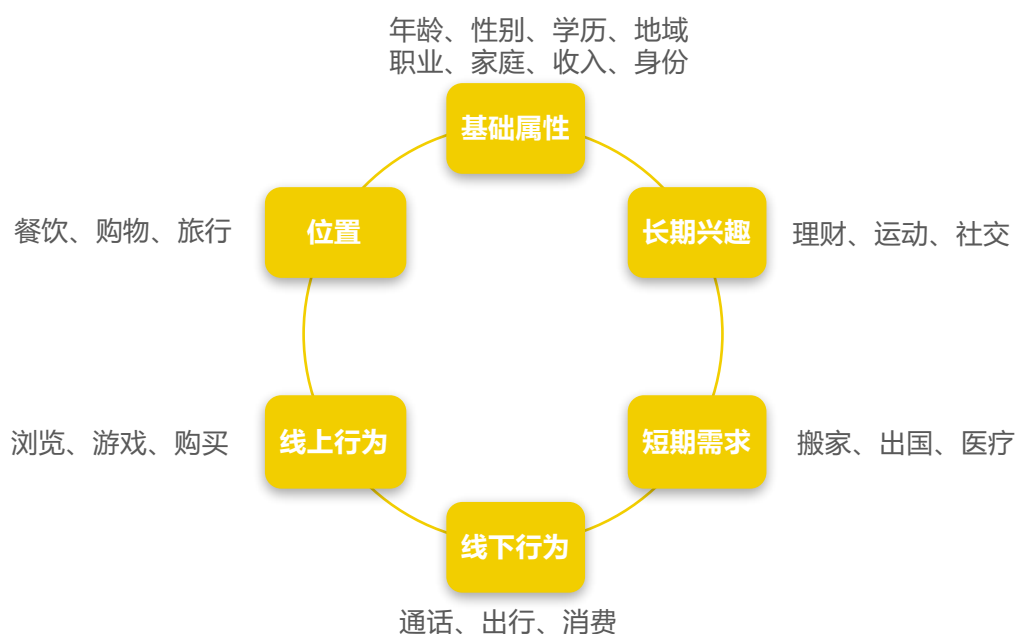 年龄、性别、学历、地域
职业、家庭、收入、身份
基础属性
餐饮、购物、旅行
位置
长期兴趣
理财、运动、社交
浏览、游戏、购买
线上行为
短期需求
搬家、出国、医疗
线下行为
通话、出行、消费